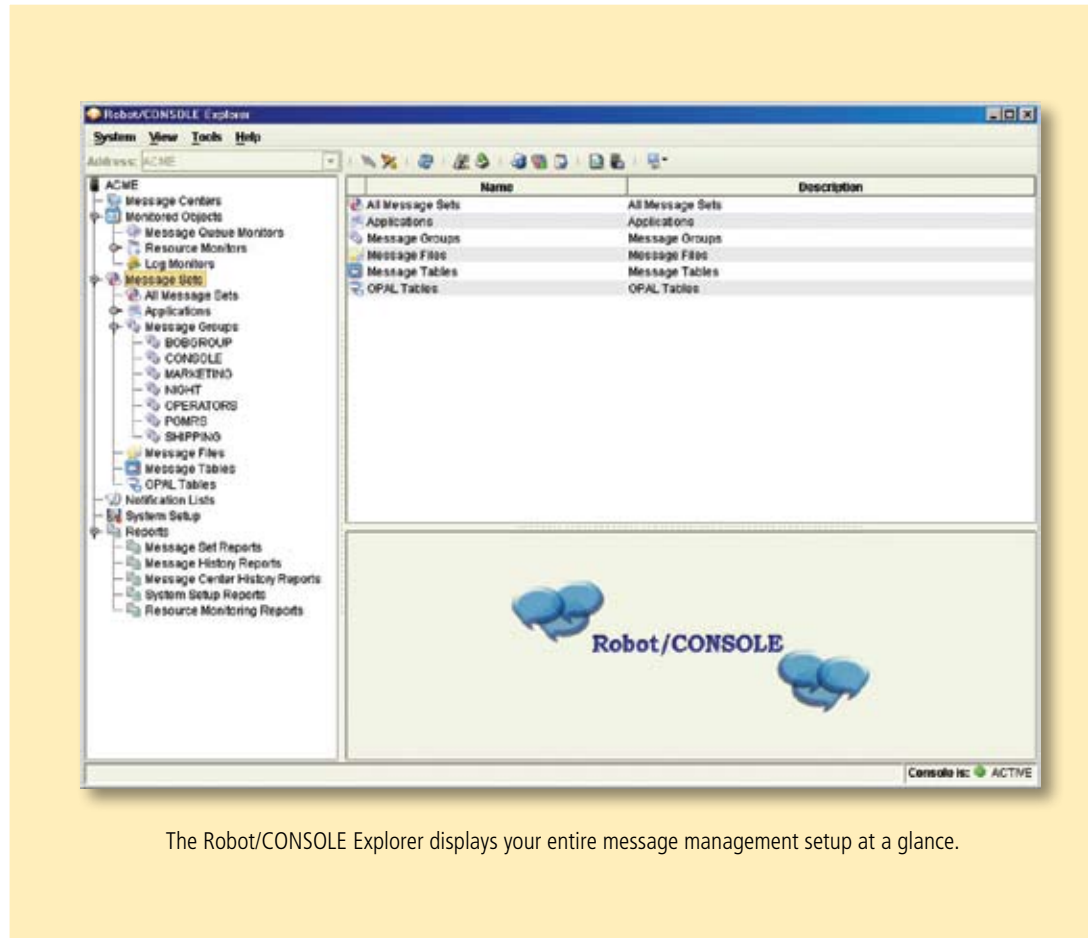 Robot/CONSOLE Explorer
System View Tools Help
Address: ACME
ACME
Message Centers
Monitored Objects
Message Queue Monitors
Resource Monitors
Log Monitors
Message Sets
All Message Sets
Applications
Message Groups
BOBGROUP
CONSOLE
MARKETING
NIGHT
OPERATORS
PGMRS
SHIPPING
Message Files
Message Tables
OPAL Tables
Notification Lists
System Setup
Reports
Message Set Reports
Message History Reports
Message Center History Reports
System Setup Reports
Resource Monitoring Reports
Name Description
All Message Sets All Message Sets
Applications Applications
Message Groups Message Groups
Message Files Message Files
Message Tables Message Tables
OPAL Tables OPAL Tables
Robot/CONSOLE
Console is: ACTIVE
The Robot/CONSOLE Explorer displays your entire message management setup at a glance.